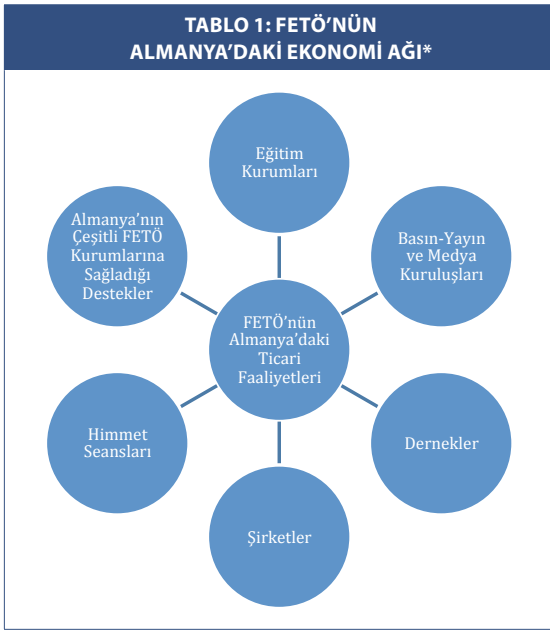 TABLO 1: FETÖ’NÜN
ALMANYA’DAKİ EKONOMİ AĞI*
Eğitim
Kurumları
Almanya’nın
Çeşitli FETÖ
Kurumlarına
Sağladığı
Destekler
Basın-Yayın
ve Medya
Kuruluşları
FETÖ’nün
Almanya’daki
Ticari
Faaliyetleri
Himmet
Seansları
Dernekler
Şirketler